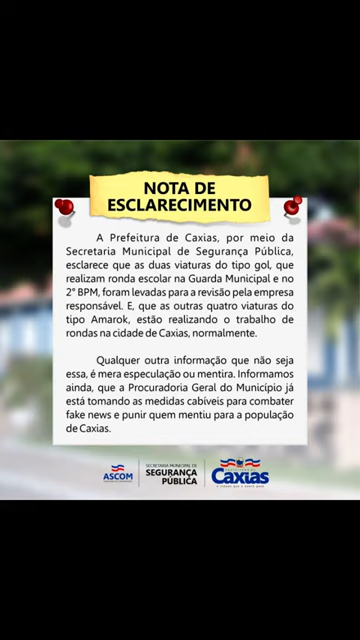 NOTA DE
ESCLARECIMENTO
A Prefeitura de Caxias, por meio da
Secretaria Municipal de Segurança Pública,
esclarece que as duas viaturas do tipo gol, que
realizam ronda escolar na Guarda Municipal e no
2° BPM, foram levadas para a revisão pela empresa
responsável. E, que as outras quatro viaturas do
tipo Amarok, estão realizando o trabalho de
rondas na cidade de Caxias, normalmente.
Qualquer outra informação que não seja
essa, é mera especulação ou mentira. Informamos
ainda, que a Procuradoria Geral do Município já
está tomando as medidas cabíveis para combater
fake news e punir quem mentiu para a população
de Caxias.
ASCOM
SECRETARIA MUNICIPAL DE
SEGURANÇA
PÚBLICA
Caxias